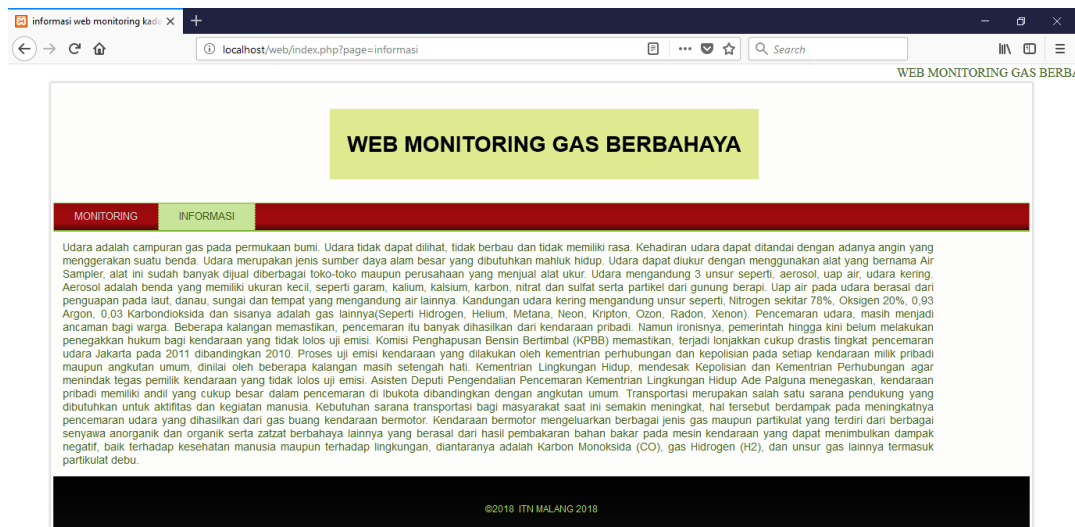 informasi web monitoring kada
localhost/web/index.php?page=informasi
Search
WEB MONITORING GAS BERBA
WEB MONITORING GAS BERBAHAYA
MONITORING INFORMASI
Udara adalah campuran gas pada permukaan bumi. Udara tidak dapat dilihat, tidak berbau dan tidak memiliki rasa. Kehadiran udara dapat ditandai dengan adanya angin yang
menggerakan suatu benda. Udara merupakan jenis sumber daya alam besar yang dibutuhkan mahluk hidup. Udara dapat diukur dengan menggunakan alat yang bernama Air
Sampler, alat ini sudah banyak dijual diberbagai toko-toko maupun perusahaan yang menjual alat ukur. Udara mengandung 3 unsur seperti, aerosol, uap air, udara kering.
Aerosol adalah benda yang memiliki ukuran kecil, seperti garam, kalium, kalsium, karbon, nitrat dan sulfat serta partikel dari gunung berapi. Uap air pada udara berasal dari
penguapan pada laut, danau, sungai dan tempat yang mengandung air lainnya. Kandungan udara kering mengandung unsur seperti, Nitrogen sekitar 78%, Oksigen 20%, 0,93
Argon, 0,03 Karbondioksida dan sisanya adalah gas lainnya(Seperti Hidrogen, Helium, Metana, Neon, Kripton, Ozon, Radon, Xenon). Pencemaran udara, masih menjadi
ancaman bagi warga. Beberapa kalangan memastikan, pencemaran itu banyak dihasilkan dari kendaraan pribadi. Namun ironisnya, pemerintah hingga kini belum melakukan
penegakkan hukum bagi kendaraan yang tidak lolos uji emisi. Komisi Penghapusan Bensin Bertimbal (KPBB) memastikan, terjadi lonjakkan cukup drastis tingkat pencemaran
udara Jakarta pada 2011 dibandingkan 2010. Proses uji emisi kendaraan yang dilakukan oleh kementrian perhubungan dan kepolisian pada setiap kendaraan milik pribadi
maupun angkutan umum, dinilai oleh beberapa kalangan masih setengah hati. Kementrian Lingkungan Hidup, mendesak Kepolisian dan Kementrian Perhubungan agar
menindak tegas pemilik kendaraan yang tidak lolos uji emisi. Asisten Deputi Pengendalian Pencemaran Kementrian Lingkungan Hidup Ade Palguna menegaskan, kendaraan
pribadi memiliki andil yang cukup besar dalam pencemaran di Ibukota dibandingkan dengan angkutan umum. Transportasi merupakan salah satu sarana pendukung yang
dibutuhkan untuk aktifitas dan kegiatan manusia. Kebutuhan sarana transportasi bagi masyarakat saat ini semakin meningkat, hal tersebut berdampak pada meningkatnya
pencemaran udara yang dihasilkan dari gas buang kendaraan bermotor. Kendaraan bermotor mengeluarkan berbagai jenis gas maupun partikulat yang terdiri dari berbagai
senyawa anorganik dan organik serta zatzat berbahaya lainnya yang berasal dari hasil pembakaran bahan bakar pada mesin kendaraan yang dapat menimbulkan dampak
negatif, baik terhadap kesehatan manusia maupun terhadap lingkungan, diantaranya adalah Karbon Monoksida (CO), gas Hidrogen (H2), dan unsur gas lainnya termasuk
partikulat debu.
©2018 ITN MALANG 2018